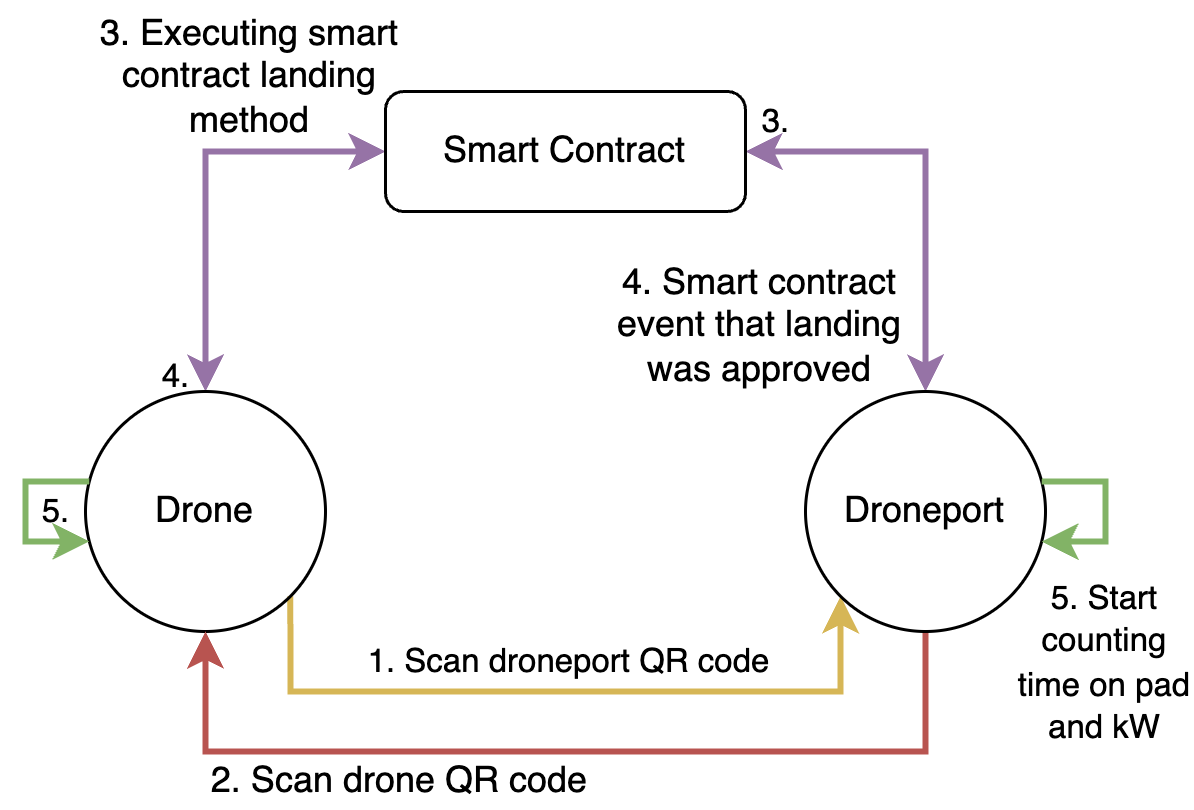 3. Executing smart
contract landing
method
Smart Contract
3.
4. Smart contract
event that landing
was approved
4.
5.
Drone
Droneport
5. Start
counting
time on pad
and kW
1. Scan droneport QR code
2. Scan drone QR code